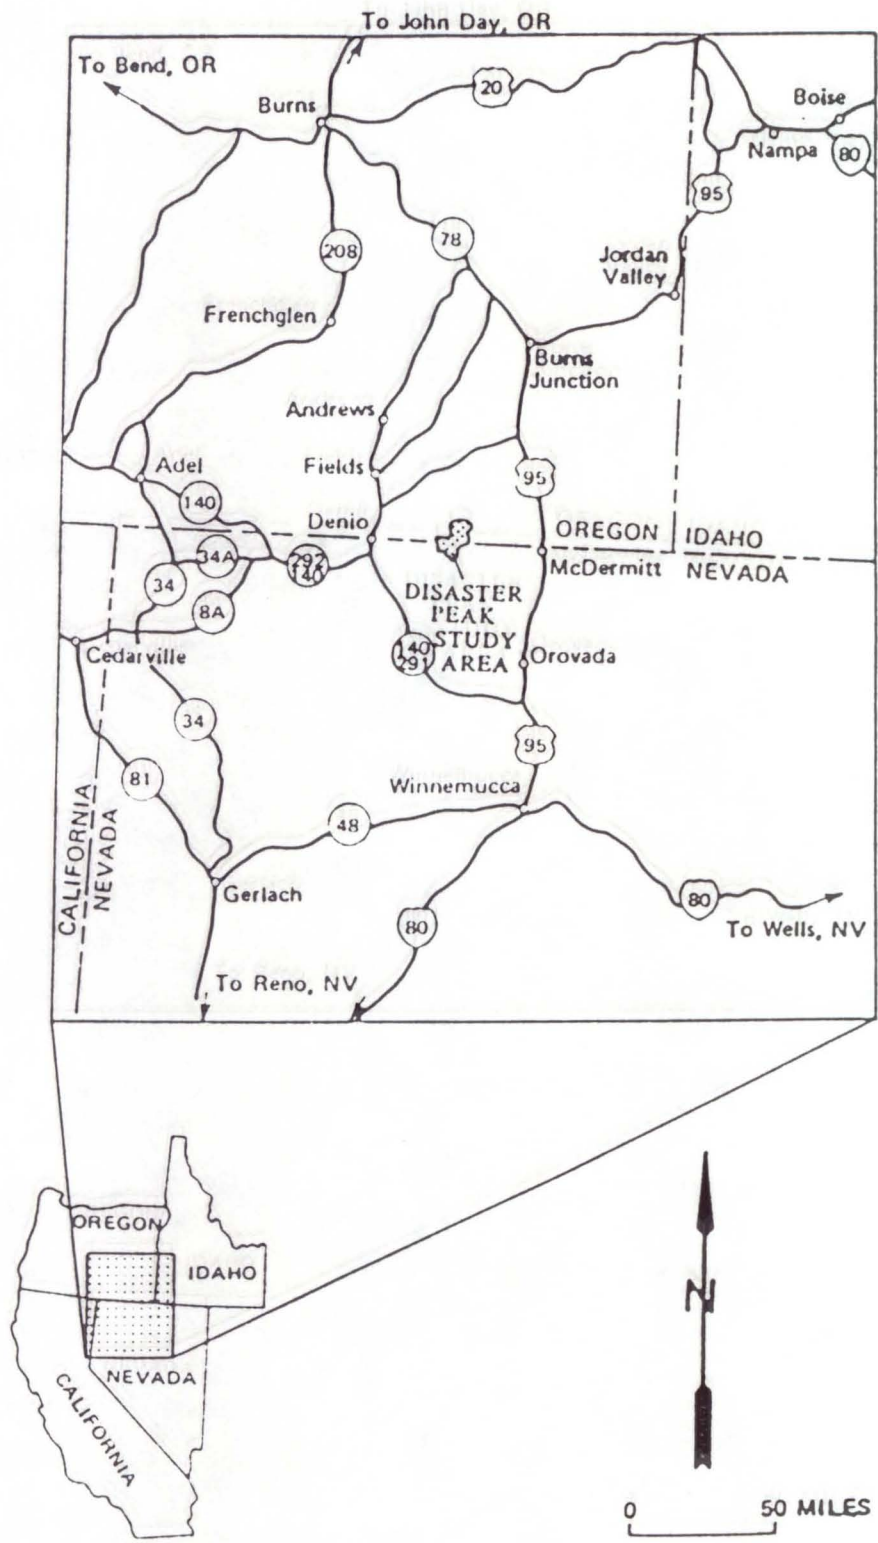 To John Day, OR
To Bend, OR
Burns
20
Boise
Nampa
80
95
78
208
Jordan
Valley
Frenchglen
Burns
Junction
Andrews
Adel
Fields
95
140
Denio
OREGON
IDAHO
34A
292
140
McDermitt
NEVADA
34
8A
DISASTER
PEAK
STUDY
AREA
140
291
Orovada
Cedarville
34
95
81
Winnemucca
48
CALIFORNIA
NEVADA
Gerlach
80
80
To Wells, NV
To Reno, NV
OREGON
IDAHO
NEVADA
CALIFORNIA
N
0 50 MILES